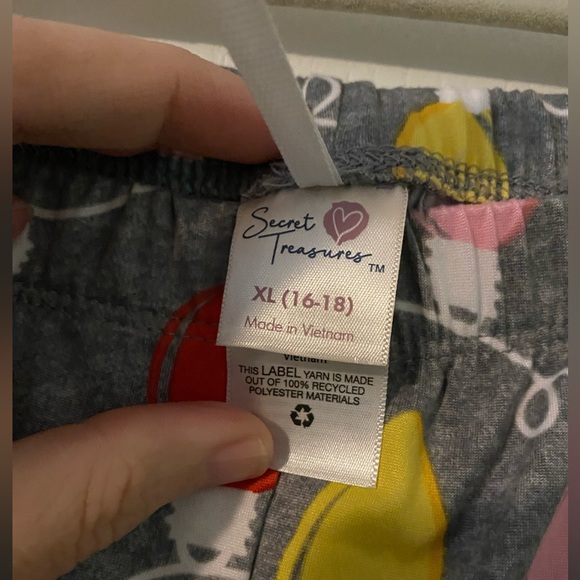 Secret
Treasures™
XL (16-18)
Made in Vietnam
Vietnam
THIS LABEL YARN IS MADE
OUT OF 100% RECYCLED
POLYESTER MATERIALS